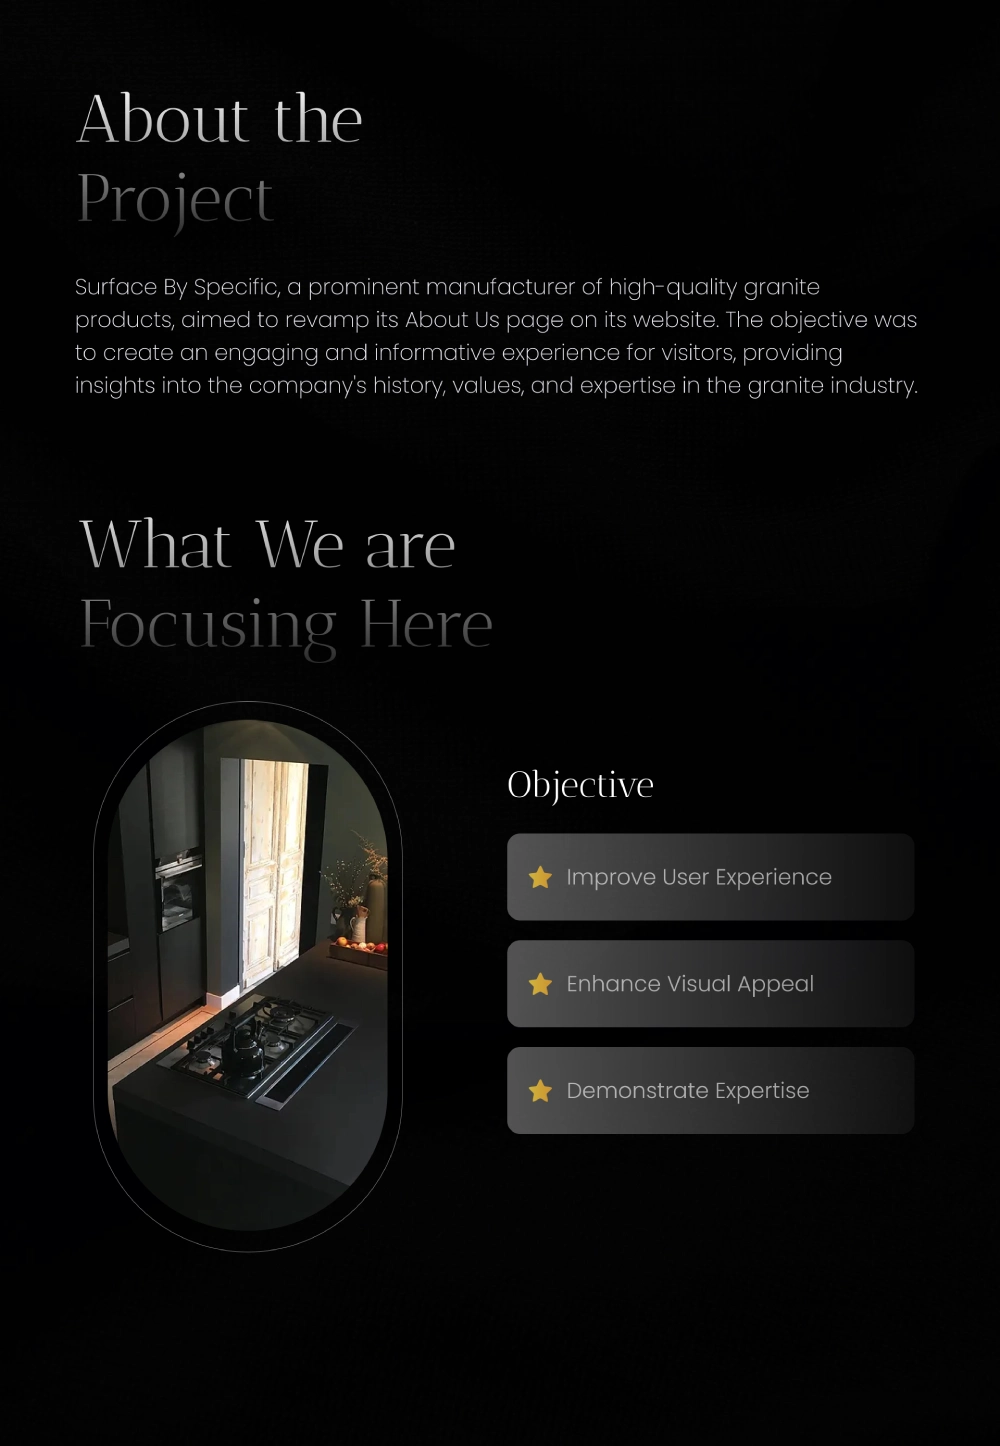 About the
Project
Surface By Specific, a prominent manufacturer of high-quality granite
products, aimed to revamp its About Us page on its website. The objective was
to create an engaging and informative experience for visitors, providing
insights into the company's history, values, and expertise in the granite industry.
What We are
Focusing Here
Objective
Improve User Experience
Enhance Visual Appeal
Demonstrate Expertise